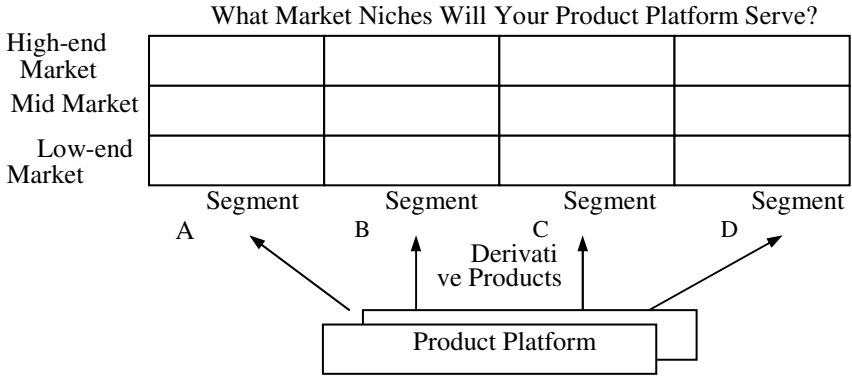 What Market Niches Will Your Product Platform Serve?
High-end
Market
Mid Market
Low-end
Market
Segment Segment Segment Segment
A B C D
Derivati
ve Products
Product Platform